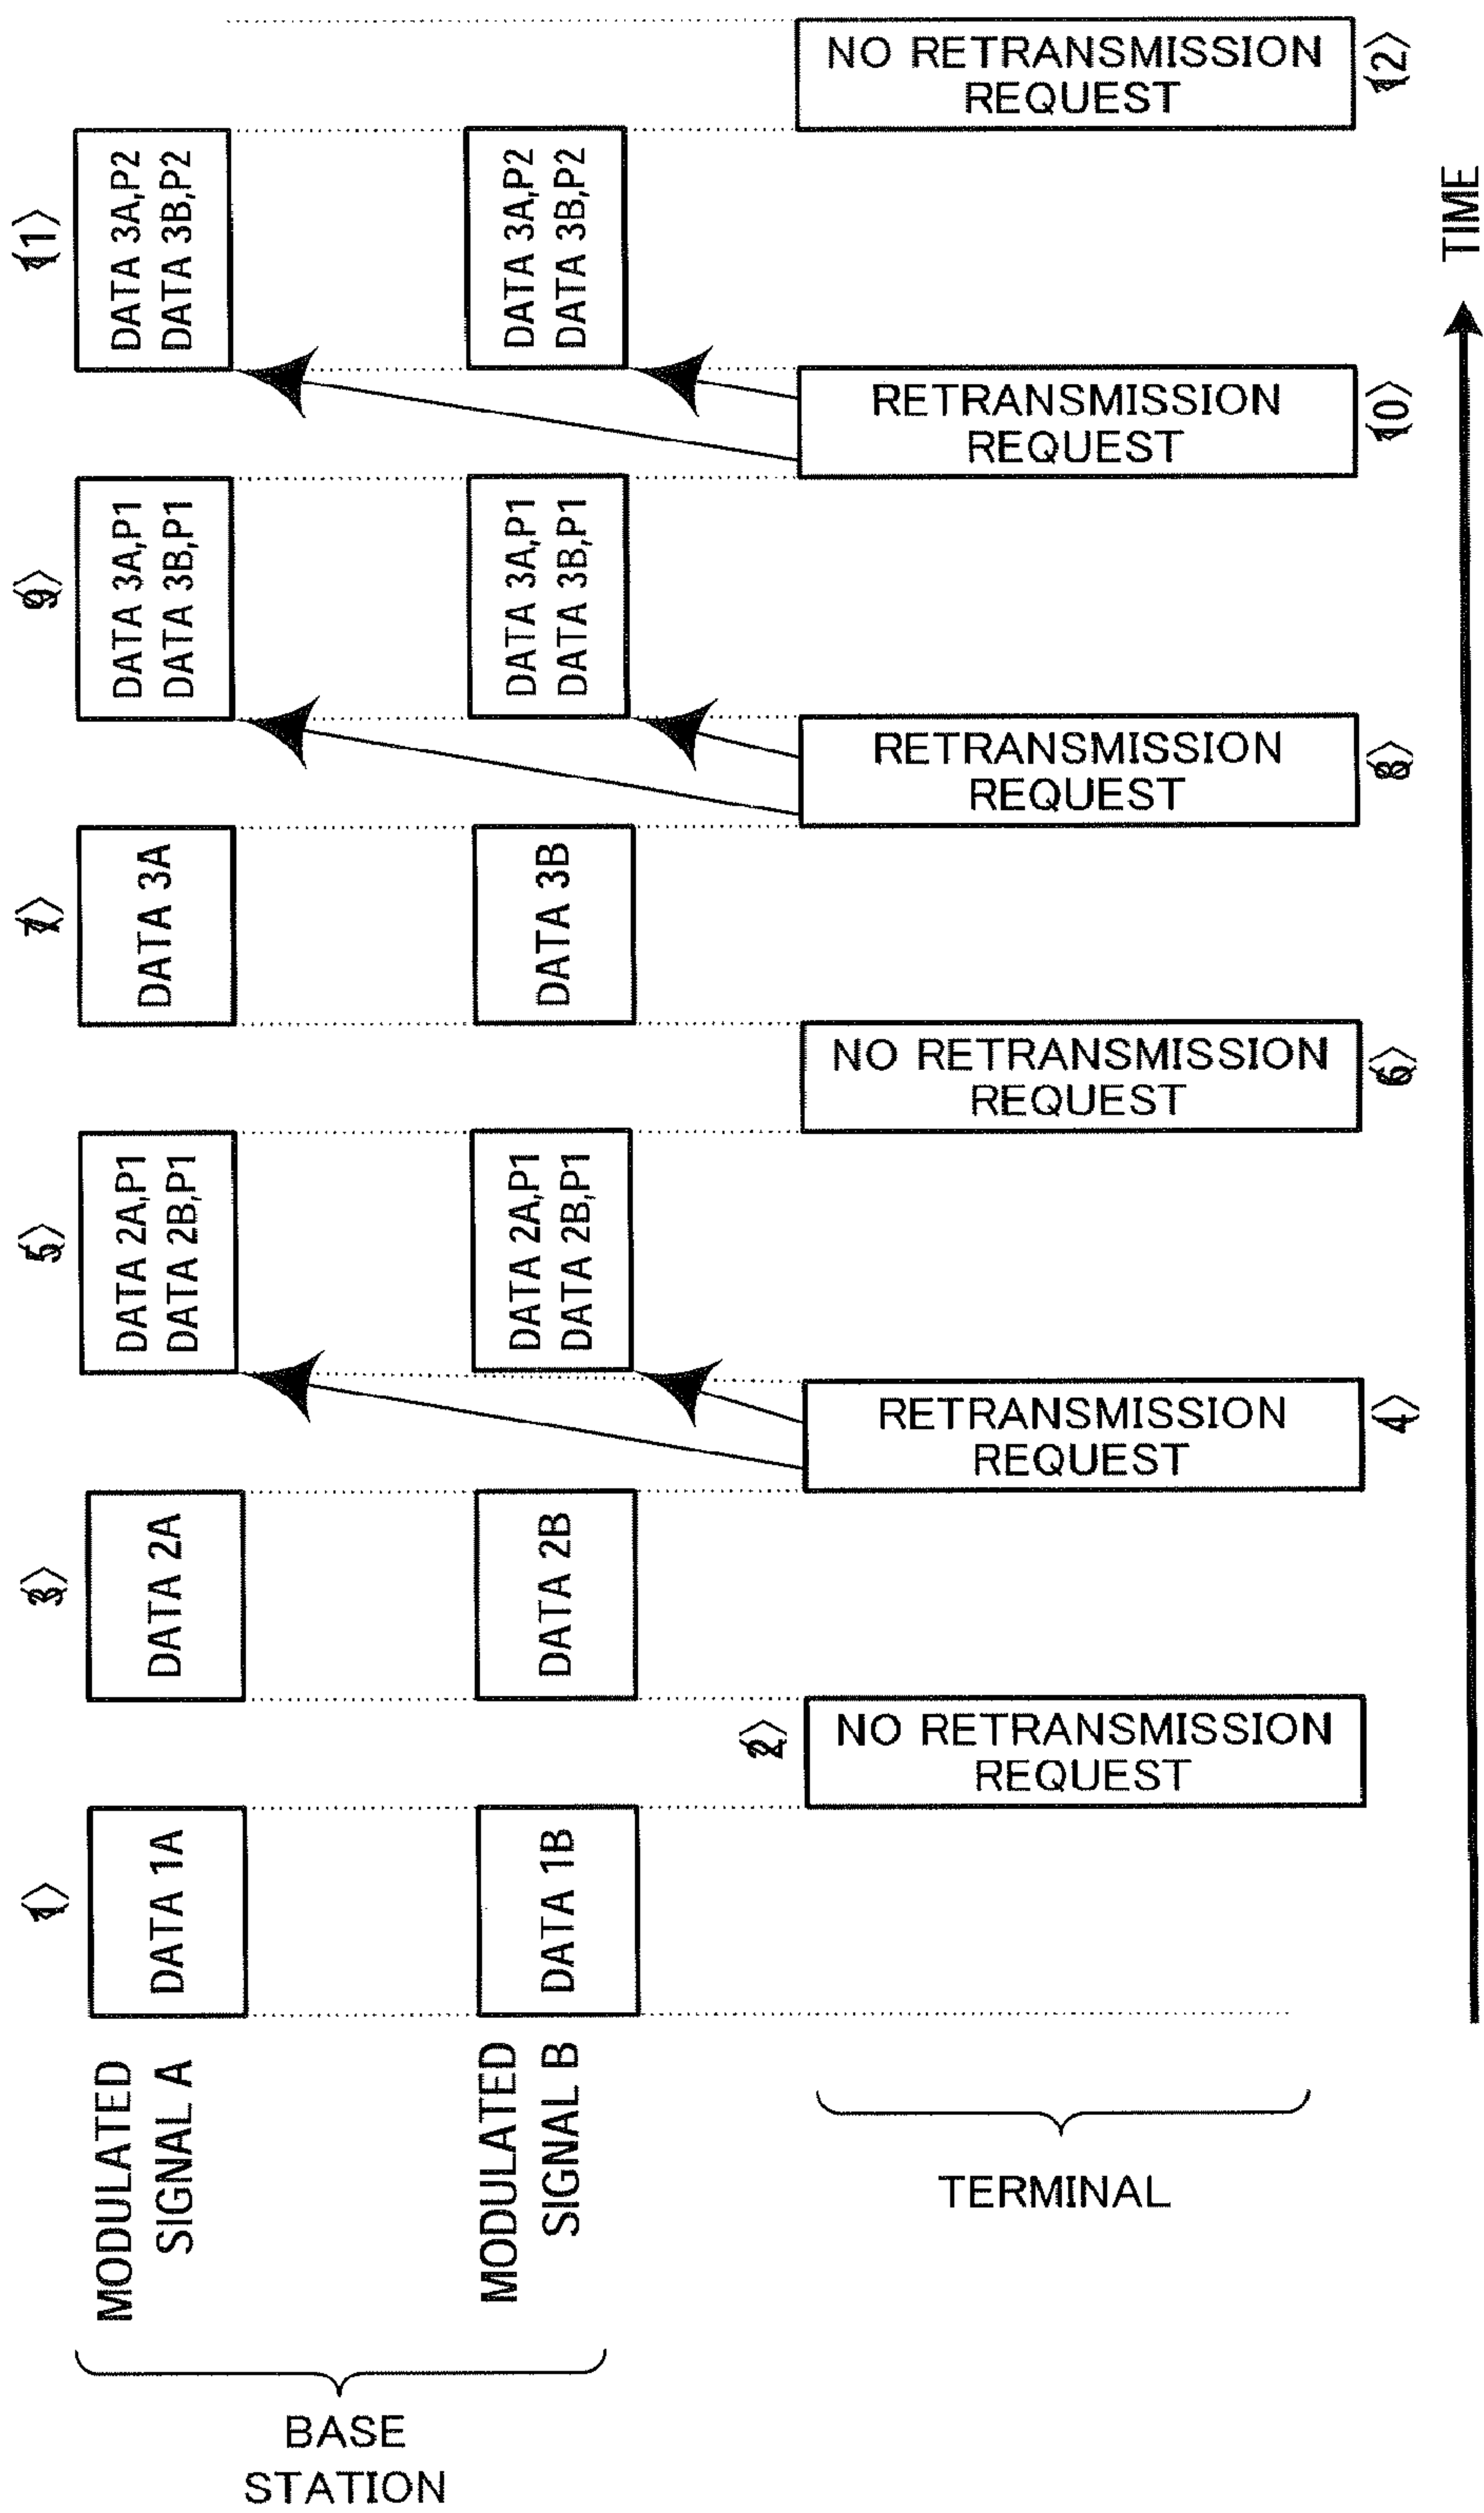 BASE
STATION
MODULATED
SIGNAL A
MODULATED
SIGNAL B
TERMINAL
<1>
DATA 1A
DATA 1B
<2>
NO RETRANSMISSION
REQUEST
<3>
DATA 2A
DATA 2B
RETRANSMISSION
REQUEST
<4>
<5>
DATA 2A,P1
DATA 2B,P1
DATA 2A,P1
DATA 2B,P1
NO RETRANSMISSION
REQUEST
<6>
<7>
DATA 3A
DATA 3B
RETRANSMISSION
REQUEST
<8>
<9>
DATA 3A,P1
DATA 3B,P1
DATA 3A,P1
DATA 3B,P1
RETRANSMISSION
REQUEST
<10>
<11>
DATA 3A,P2
DATA 3B,P2
DATA 3A,P2
DATA 3B,P2
NO RETRANSMISSION
REQUEST
<12>
TIME